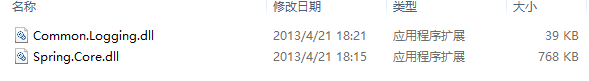 名称 修改日期 类型 大小
Common.Logging.dll 2013/4/21 18:21 应用程序扩展 39 KB
Spring.Core.dll 2013/4/21 18:15 应用程序扩展 768 KB